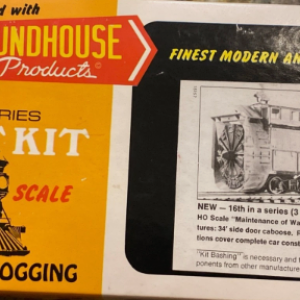 d with
UNDHOUSE
Products
RIES
KIT
SCALE
OGGING
FINEST MODERN AN
NEW — 16th in a series (3
HO Scale "Maintenance of Wa
tures: 34' side door caboose. F
tions cover complete car const
"Kit Bashing" is necessary and
ponents from other manufacture